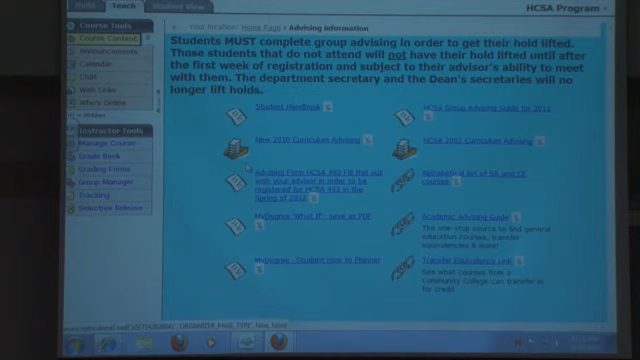 Build Teach Student View
HCSA Program
Course Tools
Your location: Home Page › Advising Information
Course Content
Announcements
Calendar
Chat
Web Links
Who's Online
Hidden
Instructor Tools
Manage Course
Grade Book
Grading Forms
Group Manager
Tracking
Selective Release
Students MUST complete group advising in order to get their hold lifted.
Those students that do not attend will not have their hold lifted until after
the first week of registration and subject to their advisor's ability to meet
with them. The department secretary and the Dean's secretaries will no
longer lift holds.
Student Handbook
HCSA Group Advising Guide for 2012
New 2010 Curriculum Advising
HCSA 2003 Curriculum Advising
Advising Form HCSA 493 Fill this out
with your advisor in order to be
registered for HCSA 493 in the
Spring of 2012
Alphabetical list of SA and CE
courses
MyDegree 'What If'- save as PDF
Academic Advising Guide
The one-stop source to find general
education courses, transfer
equivalencies & more!
MyDegree - Student How to Planner
Transfer Equivalency Link
See what courses from a
Community College can transfer in
for credit.